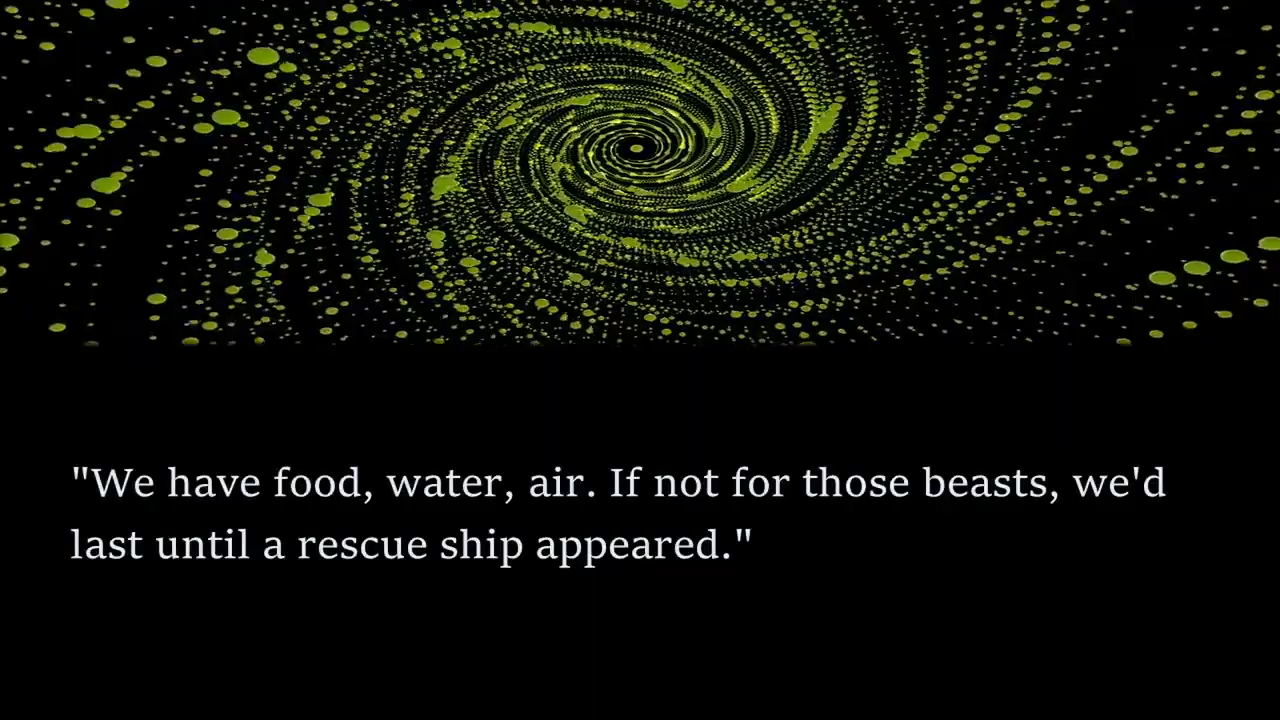 "We have food, water, air. If not for those beasts, we'd
last until a rescue ship appeared."